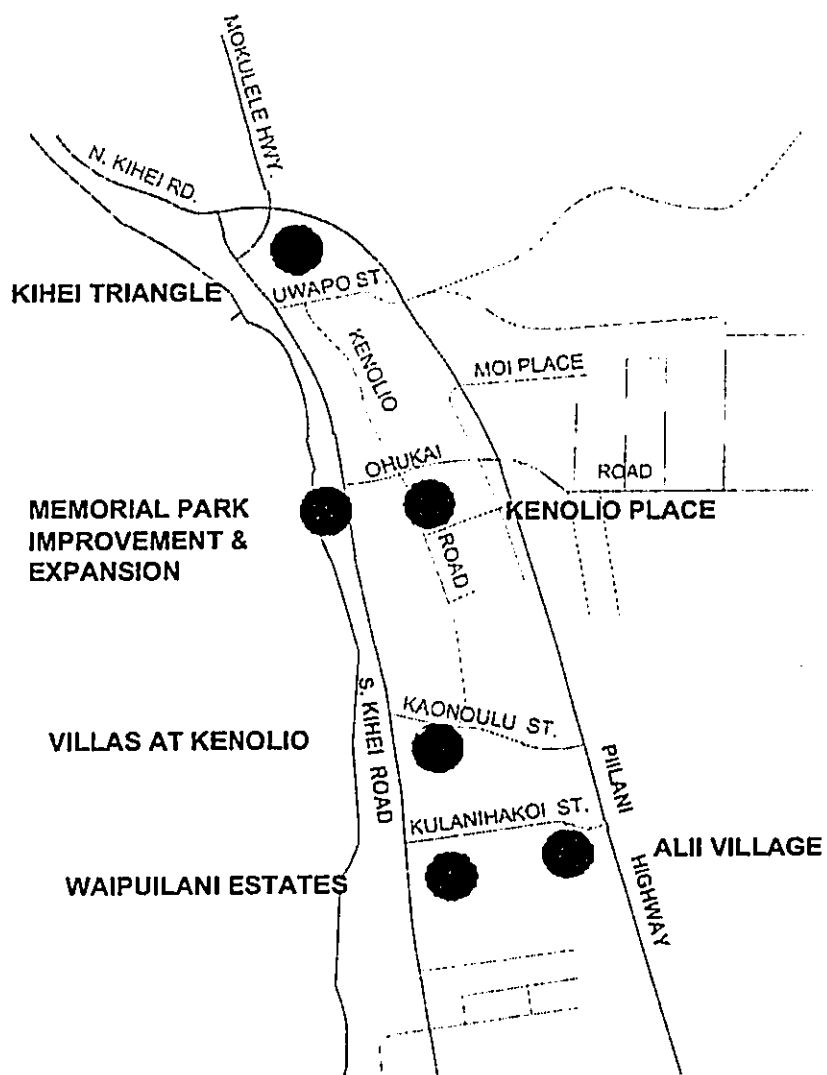 MOKULELE HWY.
N. KIHEI RD.
KIHEI TRIANGLE
UWAPO ST.
KENOLIO
MOI PLACE
OHUKAI
ROAD
MEMORIAL PARK
IMPROVEMENT &
EXPANSION
KENOLIO PLACE
ROAD
S. KIHEI ROAD
KAONOULU ST.
VILLAS AT KENOLIO
PIILANI
KULANIHAKOI ST.
ALII VILLAGE
WAIPUILANI ESTATES
HIGHWAY